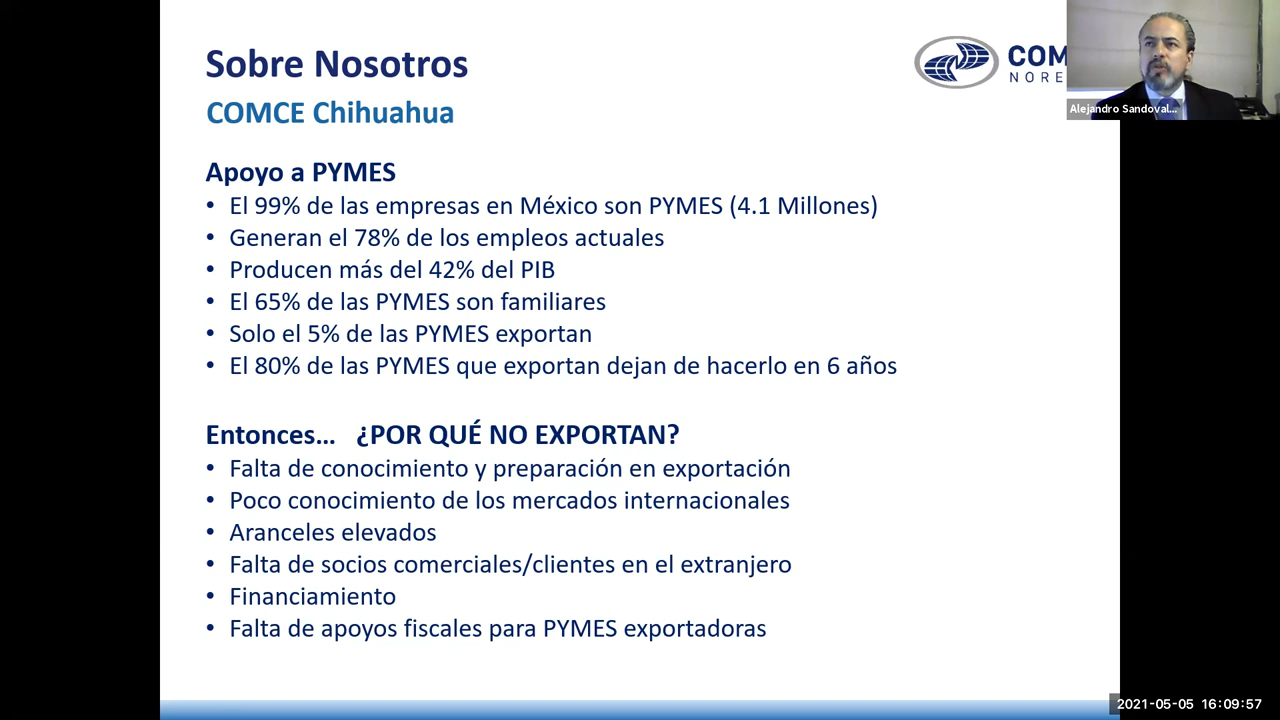 Sobre Nosotros
COMCE Chihuahua
COM
NORE
Alejandro Sandoval...
Apoyo a PYMES
• El 99% de las empresas en México son PYMES (4.1 Millones)
• Generan el 78% de los empleos actuales
• Producen más del 42% del PIB
• El 65% de las PYMES son familiares
• Solo el 5% de las PYMES exportan
• El 80% de las PYMES que exportan dejan de hacerlo en 6 años
Entonces... ¿POR QUÉ NO EXPORTAN?
• Falta de conocimiento y preparación en exportación
• Poco conocimiento de los mercados internacionales
• Aranceles elevados
• Falta de socios comerciales/clientes en el extranjero
• Financiamiento
• Falta de apoyos fiscales para PYMES exportadoras
2021-05-05 16:09:57